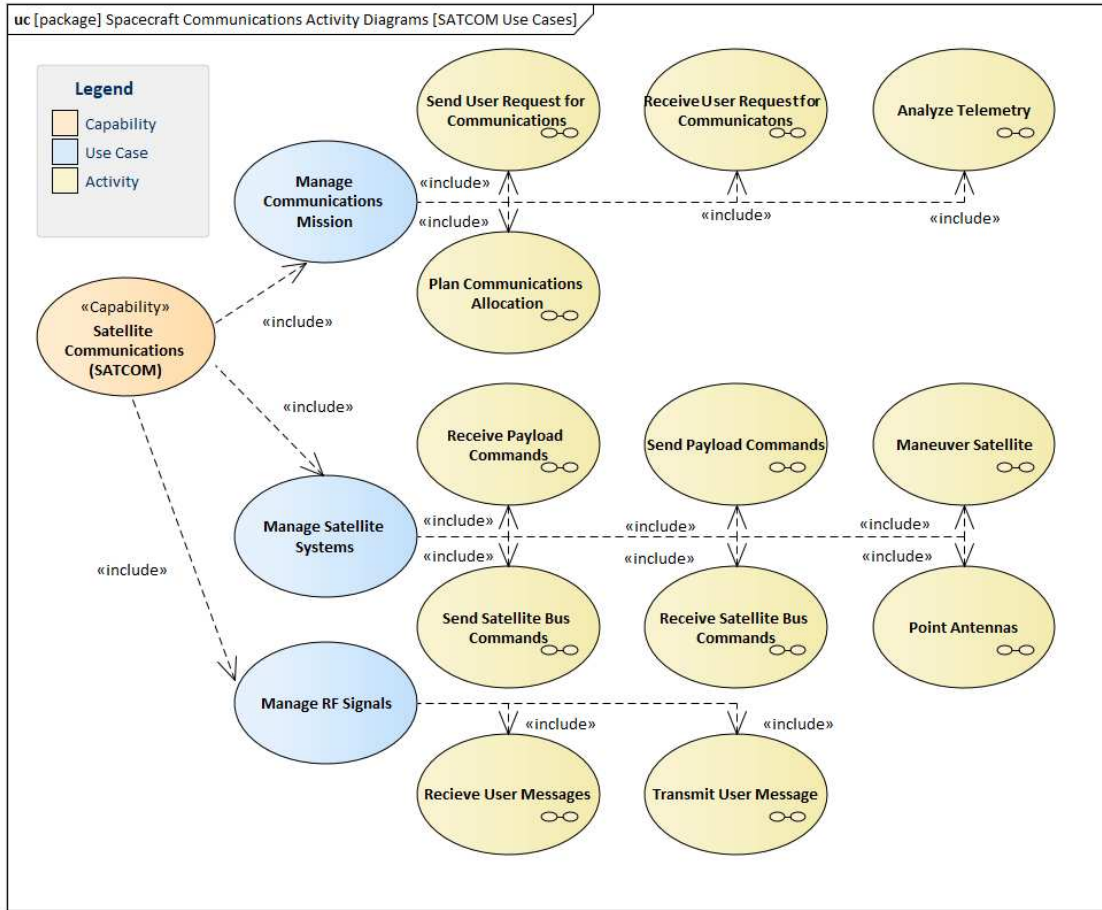 uc [package] Spacecraft Communications Activity Diagrams [SATCOM Use Cases]
Legend
Capability
Use Case
Activity
Send User Request for
Communications
Receive User Request for
Communicatons
Analyze Telemetry
Manage
Communications
Mission
«include»
«include»
«include»
«include»
Plan Communications
Allocation
«Capability»
Satellite
Communications
(SATCOM)
«include»
«include»
«include»
Receive Payload
Commands
Send Payload Commands
Maneuver Satellite
Manage Satellite
Systems
«include»
«include»
«include»
«include»
«include»
«include»
Send Satellite Bus
Commands
Receive Satellite Bus
Commands
Point Antennas
Manage RF Signals
«include»
«include»
Recieve User Messages
Transmit User Message